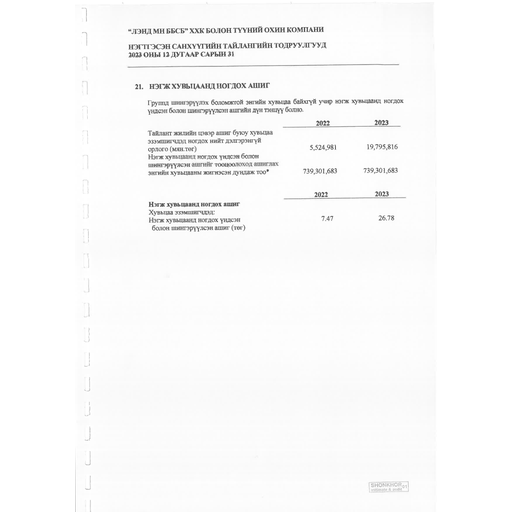 “ЛЭНД МН ББСБ” ХХК БОЛОН ТҮҮНИЙ ОХИН КОМПАНИ
НЭГТГЭСЭН САНХҮҮГИЙН ТАЙЛАНГИЙН ТОДРУУЛГУУД
2023 ОНЫ 12 ДУГААР САРЫН 31
21. НЭГЖ ХУВЬЦААНД НОГДОХ АШИГ
Группд шингэрүүлэх боломжтой энгийн хувьцаа байхгүй учир нэгж хувьцаанд ногдох
үндсэн болон шингэрүүлсэн ашгийн дүн тэнцүү болно.
2022 2023
Тайлант жилийн цэвэр ашиг буюу хувьцаа
эзэмшигчдэд ногдох нийт дэлгэрэнгүй
орлого (мян.төг) 5,524,981 19,795,816
Нэгж хувьцаанд ногдох үндсэн болон
шингэрүүлсэн ашгийг тооцоолоход ашиглах
энгийн хувьцааны жигнэсэн дундаж тоо* 739,301,683 739,301,683
2022 2023
Нэгж хувьцаанд ногдох ашиг
Хувьцаа эзэмшигчдэд:
Нэгж хувьцаанд ногдох үндсэн 7.47 26.78
болон шингэрүүлсэн ашиг (төг)